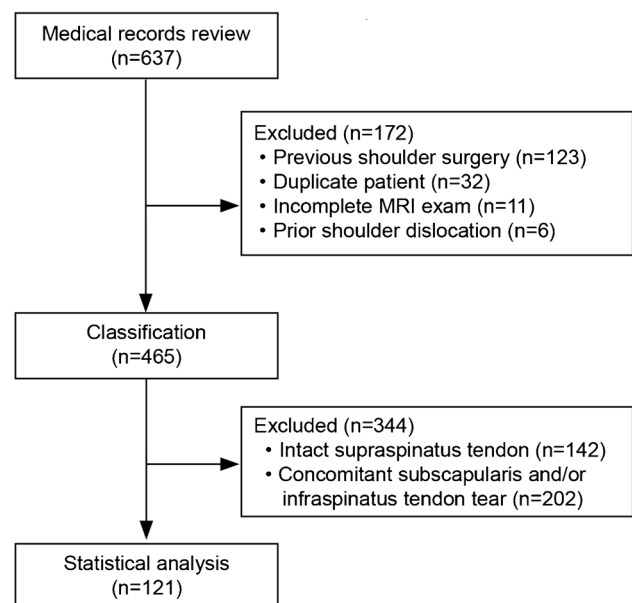 Medical records review
(n=637)
Excluded (n=172)
• Previous shoulder surgery (n=123)
• Duplicate patient (n=32)
• Incomplete MRI exam (n=11)
• Prior shoulder dislocation (n=6)
Classification
(n=465)
Excluded (n=344)
• Intact supraspinatus tendon (n=142)
• Concomitant subscapularis and/or
infraspinatus tendon tear (n=202)
Statistical analysis
(n=121)